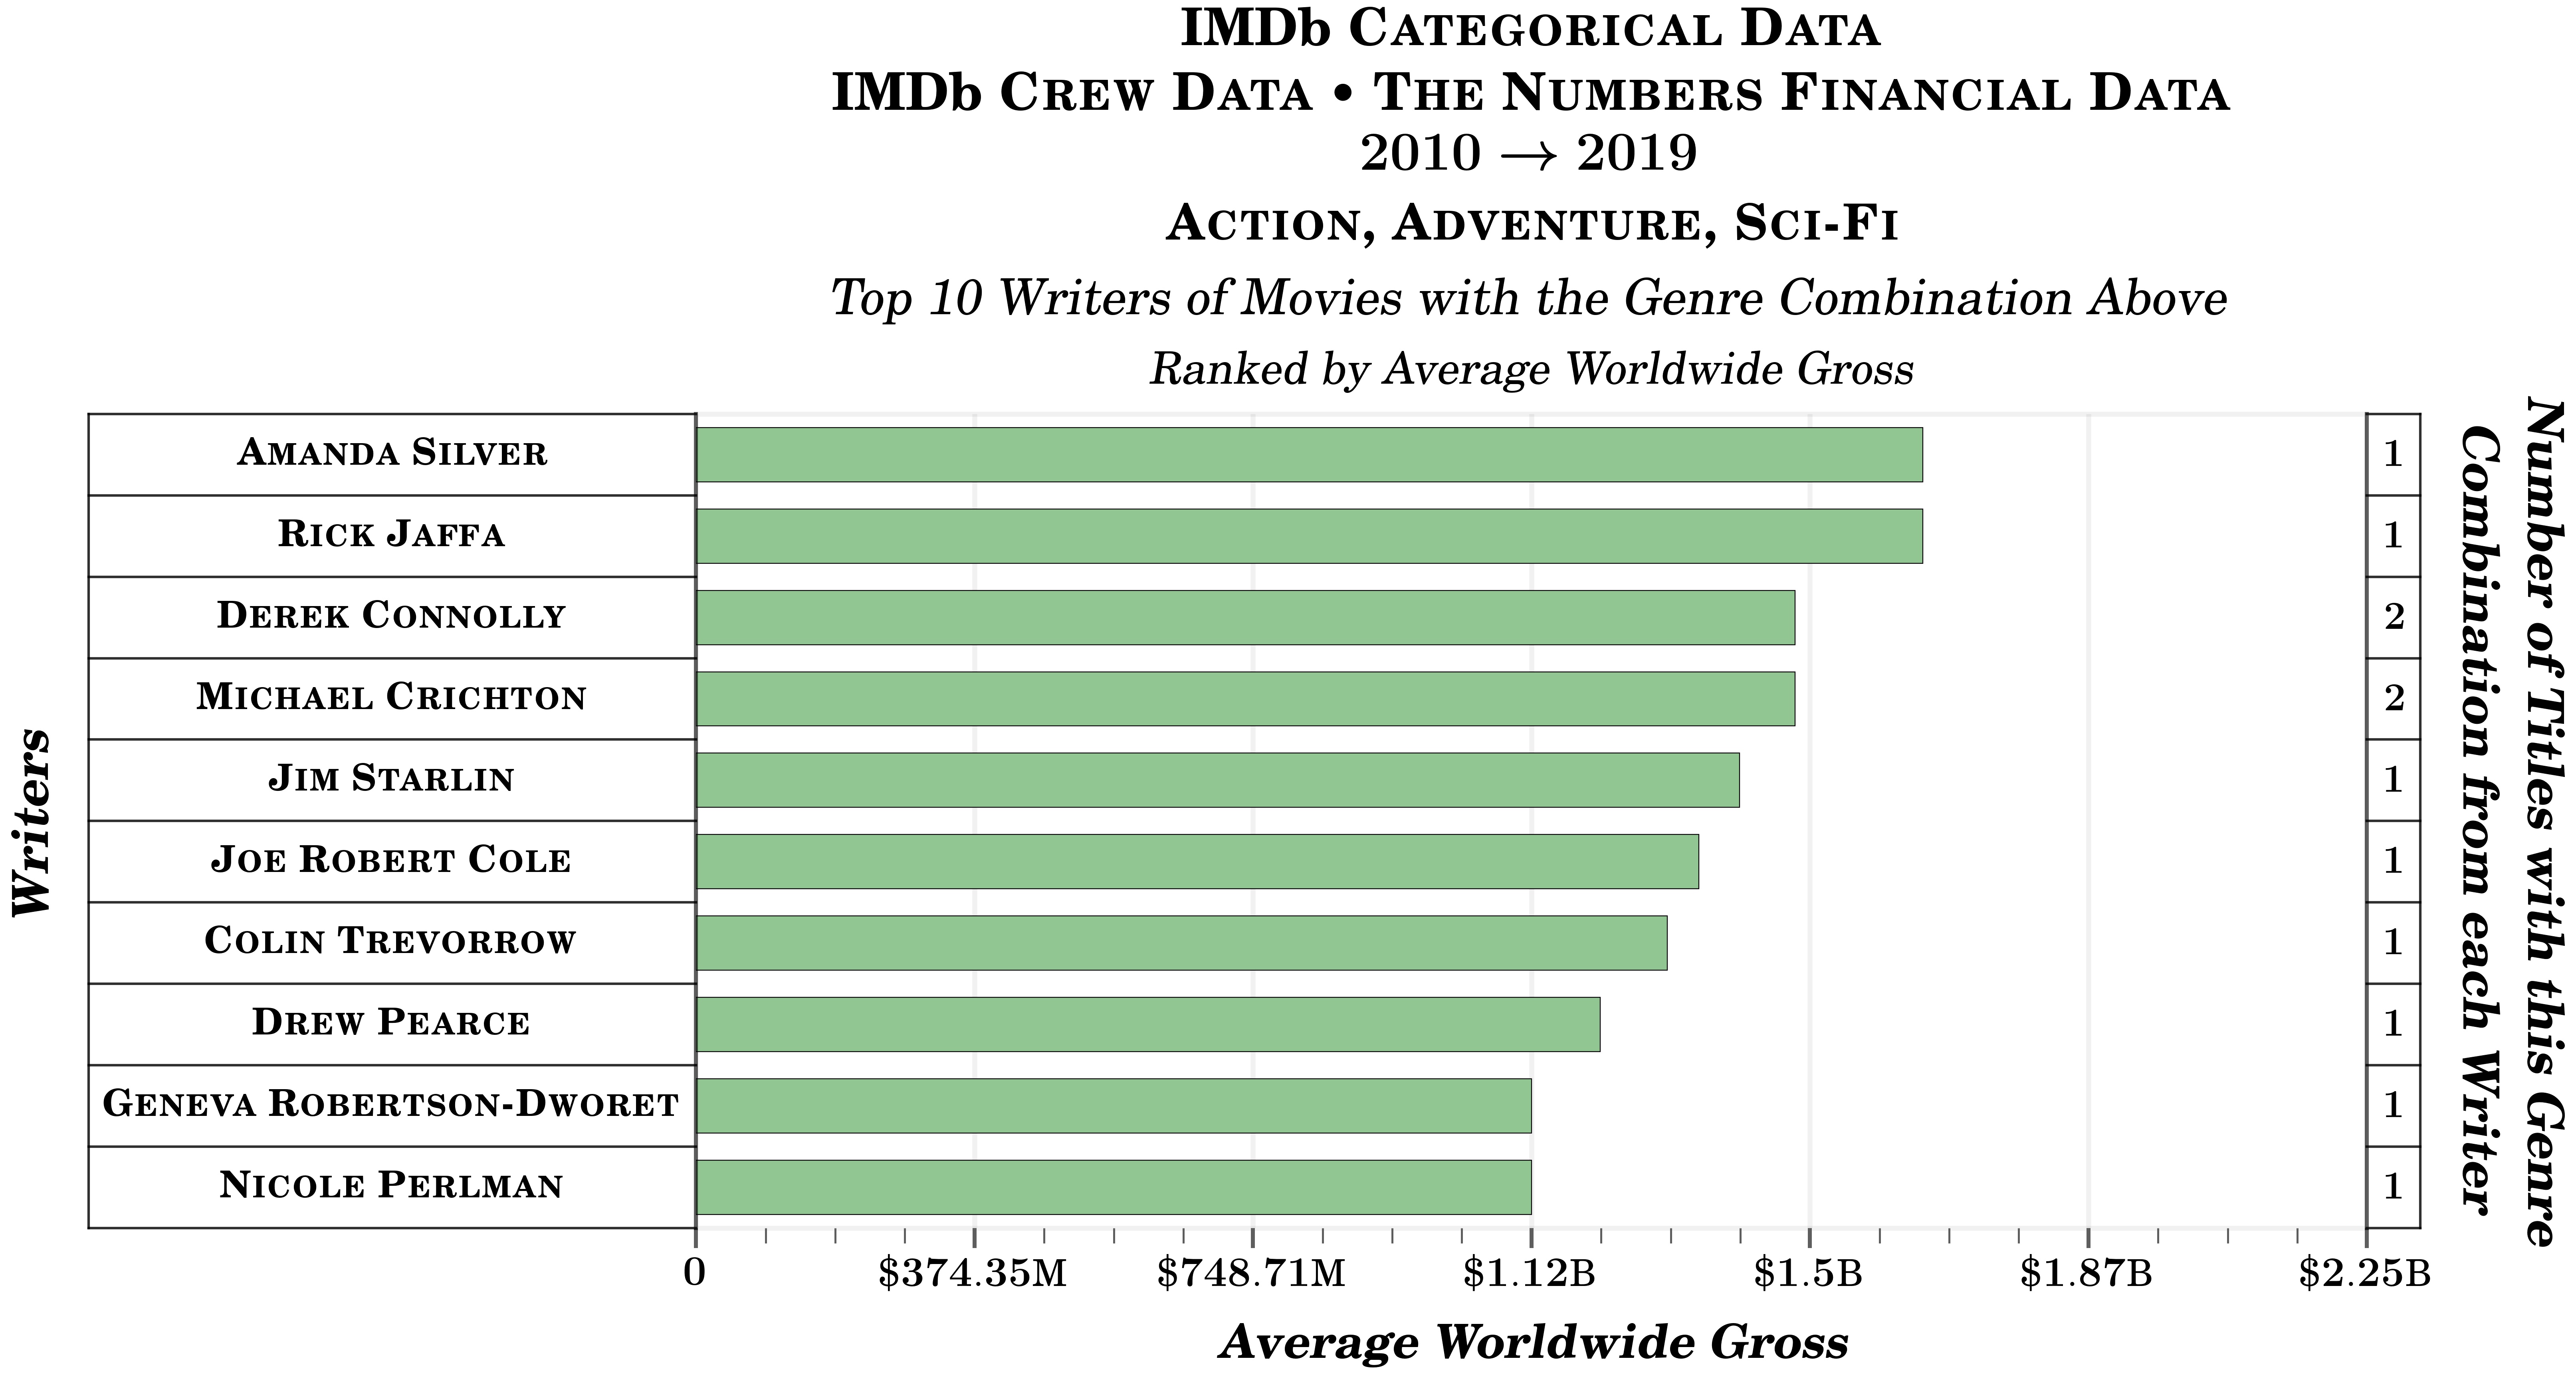 IMDb Categorical Data
IMDb Crew Data • The Numbers Financial Data
2010 → 2019
Action, Adventure, Sci-Fi
Top 10 Writers of Movies with the Genre Combination Above
Ranked by Average Worldwide Gross
Writers
Amanda Silver 1
Rick Jaffa 1
Derek Connolly 2
Michael Crichton 2
Jim Starlin 1
Joe Robert Cole 1
Colin Trevorrow 1
Drew Pearce 1
Geneva Robertson-Dworet 1
Nicole Perlman 1
0 $374.35M $748.71M $1.12B $1.5B $1.87B $2.25B
Average Worldwide Gross
Number of Titles with this Genre
Combination from each Writer